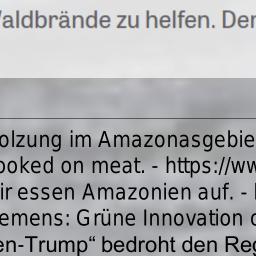 Waldbrände zu helfen. Der
olzung im Amazonasgebie
ooked on meat. - https://ww
ir essen Amazonien auf. -
emens: Grüne Innovation
en-Trump“ bedroht den Reg